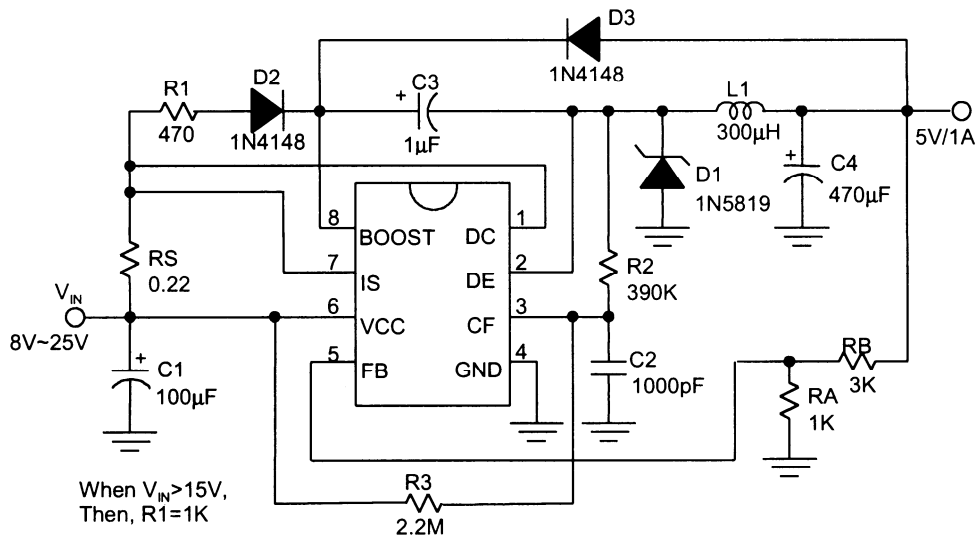 D3
1N4148
R1
470
D2
1N4148
C3
+
1μF
L1
300μH
5V/1A
D1
1N5819
+
C4
470μF
8
BOOST
DC
1
7
IS
DE
2
6
VCC
CF
3
5
FB
GND
4
RS
0.22
VIN
8V~25V
+
C1
100μF
R2
390K
C2
1000pF
RB
3K
RA
1K
R3
2.2M
When VIN>15V,
Then, R1=1K